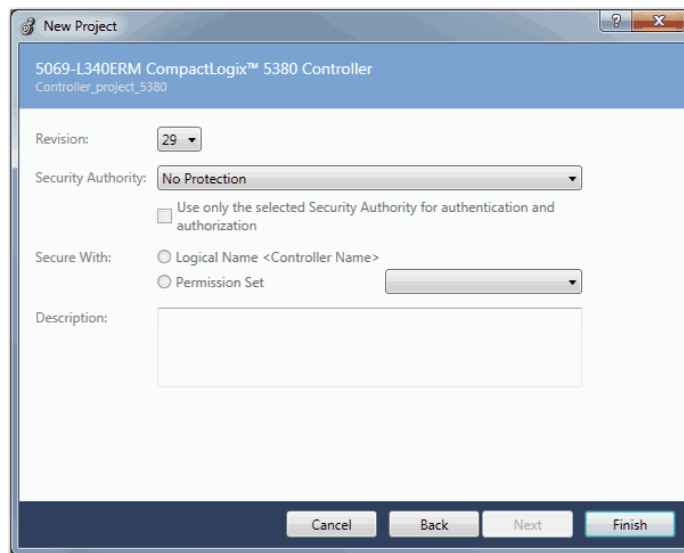 New Project
5069-L340ERM CompactLogix™ 5380 Controller
Controller_project_5380
Revision:
29
Security Authority:
No Protection
Use only the selected Security Authority for authentication and
authorization
Secure With:
Logical Name <Controller Name>
Permission Set
Description:
Cancel
Back
Next
Finish